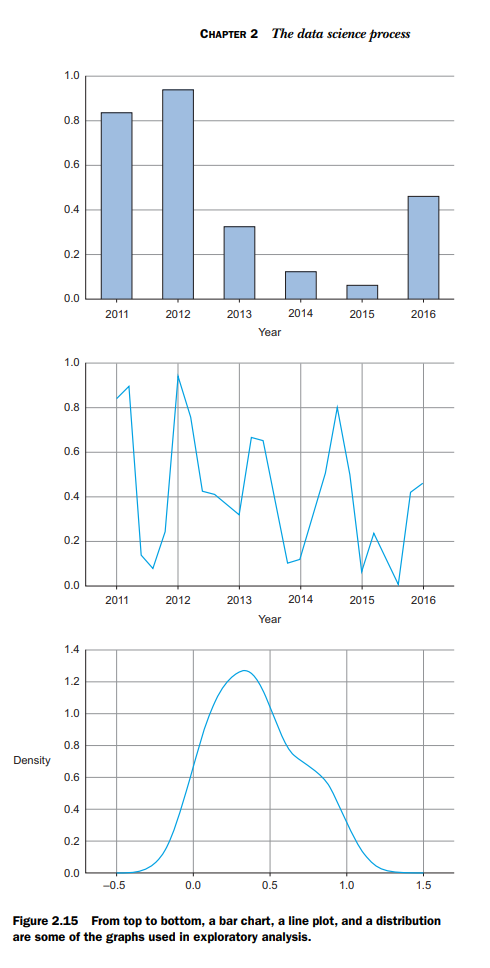 CHAPTER 2 The data science process
1.0
0.8
0.6
0.4
0.2
0.0
2011 2012 2013 2014 2015 2016
Year
1.0
0.8
0.6
0.4
0.2
0.0
2011 2012 2013 2014 2015 2016
Year
1.4
1.2
1.0
0.8
Density
0.6
0.4
0.2
0.0
–0.5 0.0 0.5 1.0 1.5
Figure 2.15 From top to bottom, a bar chart, a line plot, and a distribution
are some of the graphs used in exploratory analysis.